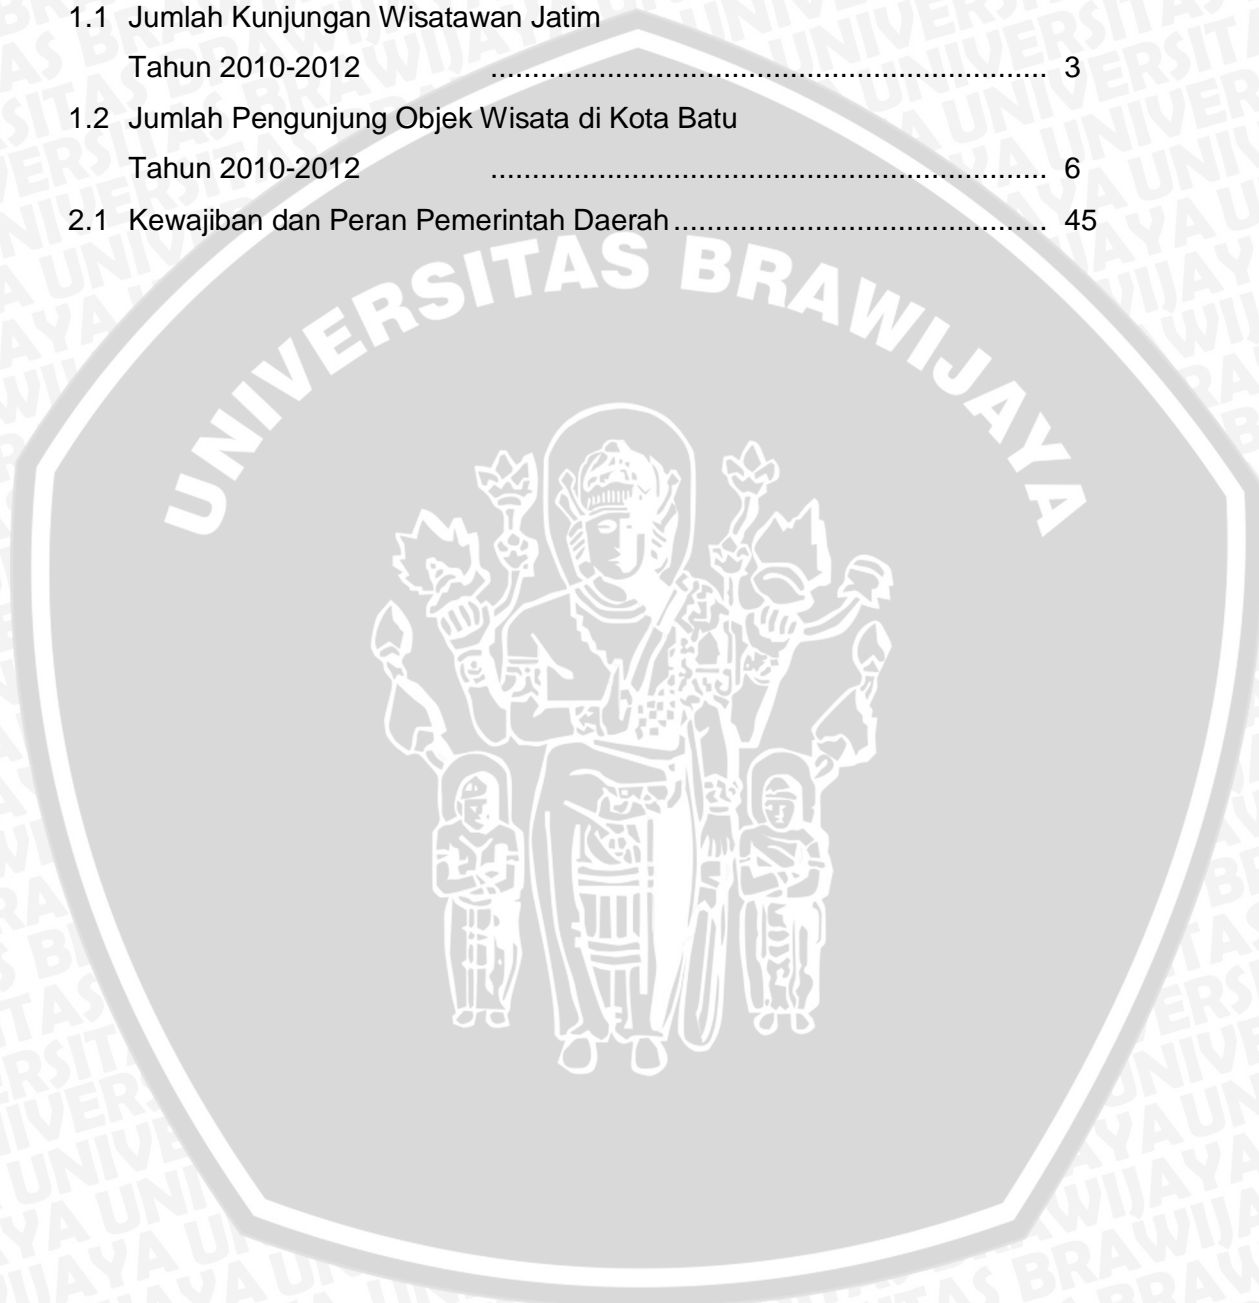 1.1 Jumlah Kunjungan Wisatawan Jatim
Tahun 2010-2012 ................................................................ 3
1.2 Jumlah Pengunjung Objek Wisata di Kota Batu
Tahun 2010-2012 ................................................................ 6
2.1 Kewajiban dan Peran Pemerintah Daerah ............................................ 45
UNIVERSITAS BRAWIJAYA